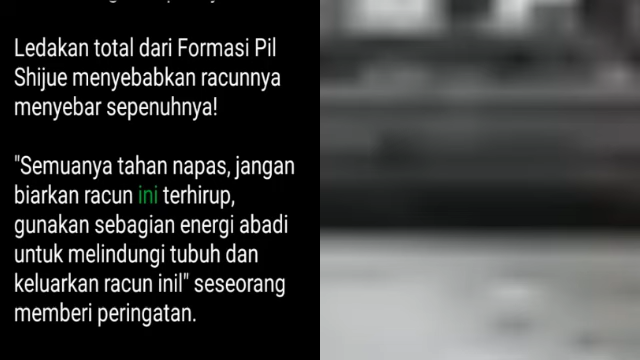 Ledakan total dari Formasi Pil
Shijue menyebabkan racunnya
menyebar sepenuhnya!
"Semuanya tahan napas, jangan
biarkan racun ini terhirup,
gunakan sebagian energi abadi
untuk melindungi tubuh dan
keluarkan racun inil" seseorang
memberi peringatan.